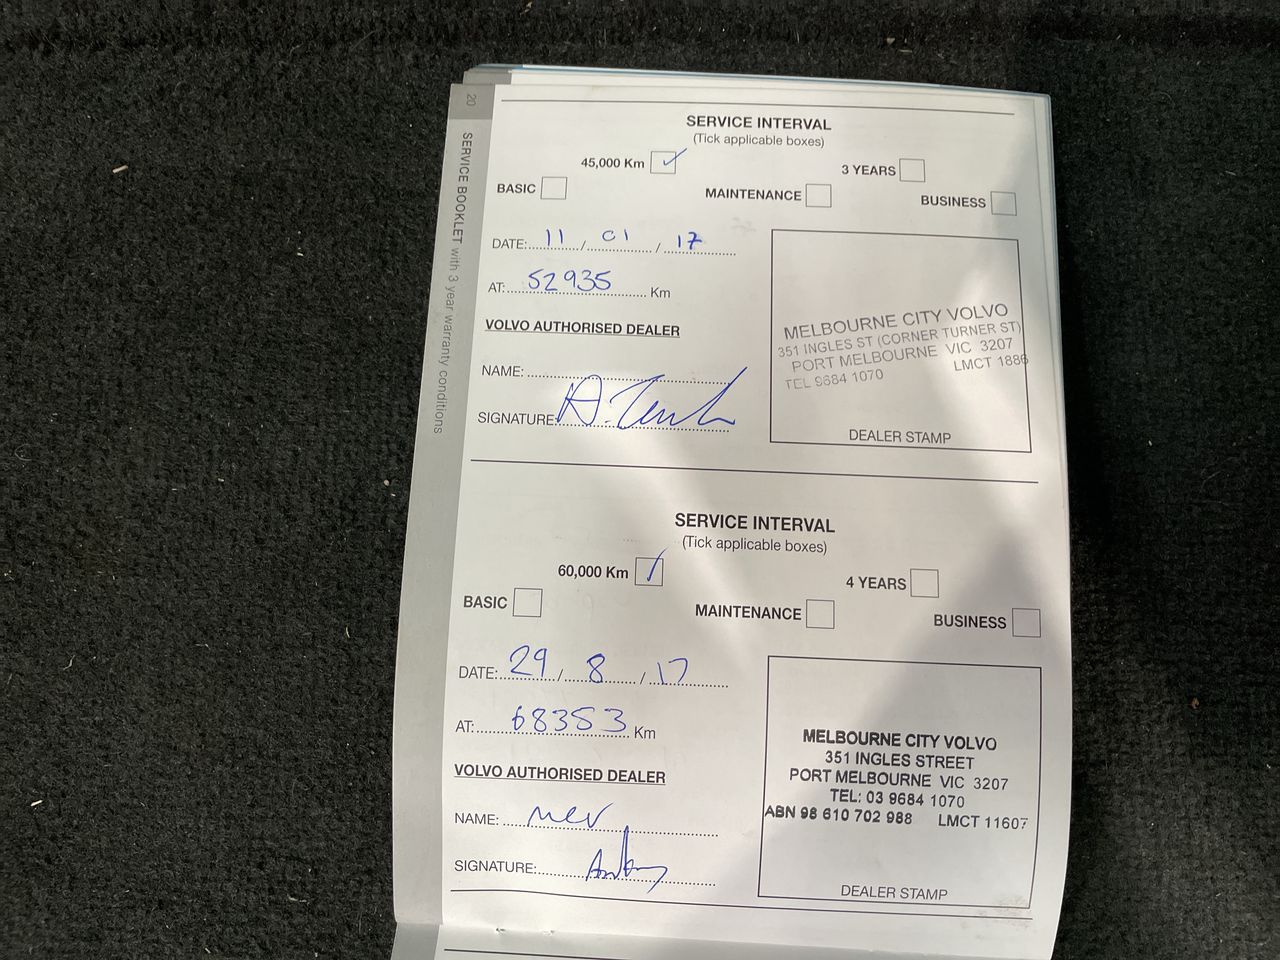 20
SERVICE BOOKLET with 3 year warranty conditions
SERVICE INTERVAL
(Tick applicable boxes)
45,000 Km
3 YEARS
BASIC
MAINTENANCE
BUSINESS
DATE: 11 / 01 / 17
AT: 52935 Km
VOLVO AUTHORISED DEALER
NAME:
SIGNATURE:
MELBOURNE CITY VOLVO
351 INGLES ST (CORNER TURNER ST)
PORT MELBOURNE VIC 3207
TEL 9684 1070 LMCT 1886
DEALER STAMP
SERVICE INTERVAL
(Tick applicable boxes)
60,000 Km
4 YEARS
BASIC
MAINTENANCE
BUSINESS
DATE: 29 / 8 / 17
AT: 68353 Km
VOLVO AUTHORISED DEALER
NAME:
SIGNATURE:
MELBOURNE CITY VOLVO
351 INGLES STREET
PORT MELBOURNE VIC 3207
TEL: 03 9684 1070
ABN 98 610 702 988 LMCT 11607
DEALER STAMP